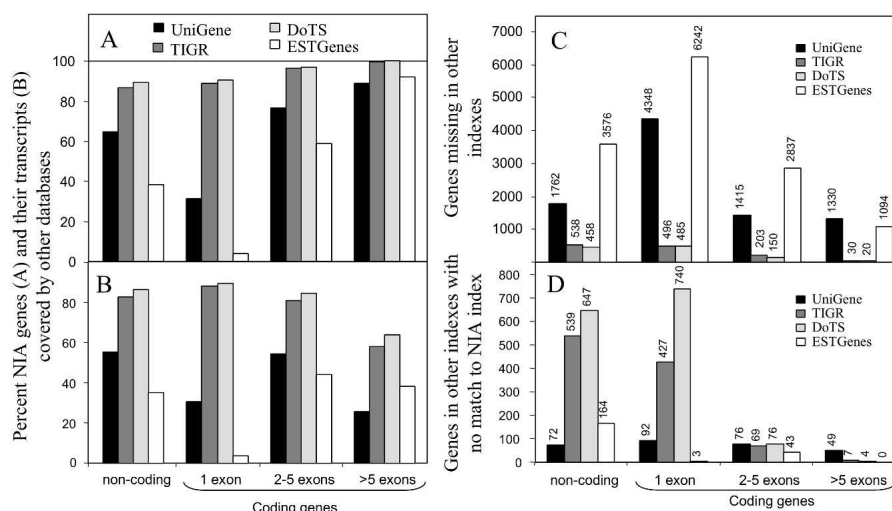 A
UniGene
TIGR
DoTS
ESTGenes
100
80
60
40
20
0
Percent NIA genes (A) and their transcripts (B)
covered by other databases
B
80
60
40
20
0
non-coding
1 exon
2-5 exons
>5 exons
Coding genes
C
UniGene
TIGR
DoTS
ESTGenes
Genes missing in other
indexes
7000
6000
5000
4000
3000
2000
1000
1762
538
458
3576
4348
496
485
6242
1415
203
150
2837
1330
30
20
1094
D
UniGene
TIGR
DoTS
ESTGenes
Genes in other indexes with
no match to NIA index
800
700
600
500
400
300
200
100
0
72
539
647
164
92
427
740
3
76
69
76
43
49
7
4
0
non-coding
1 exon
2-5 exons
>5 exons
Coding genes